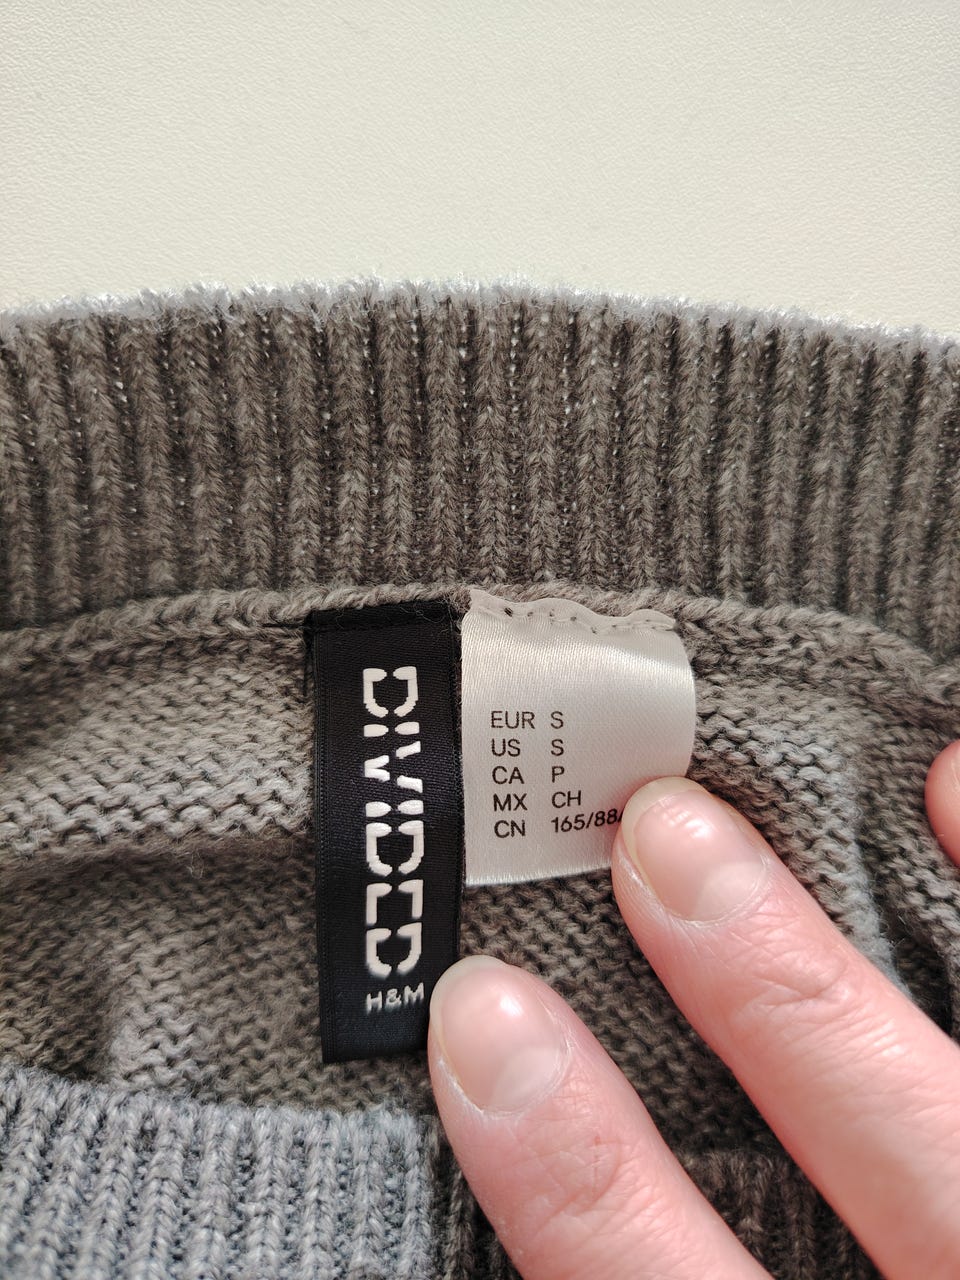 DIVIDED
H&M
EUR S
US S
CA P
MX CH
CN 165/88